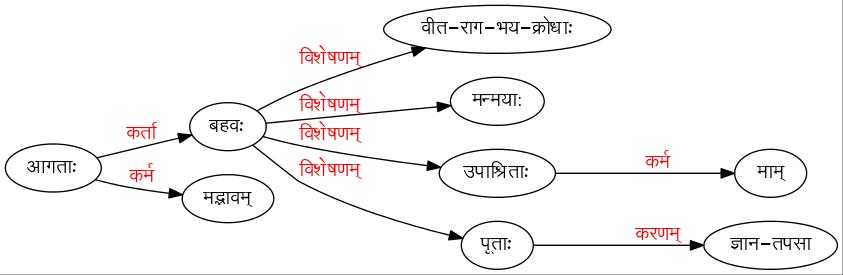 वीत-राग-भय-क्रोधाः
विशेषणम्
मन्मयाः
विशेषणम्
कर्ता
बहवः
विशेषणम्
आगताः
कर्म
मद्भावम्
विशेषणम्
उपाश्रिताः
कर्म
माम्
पूताः
करणम्
ज्ञान-तपसा